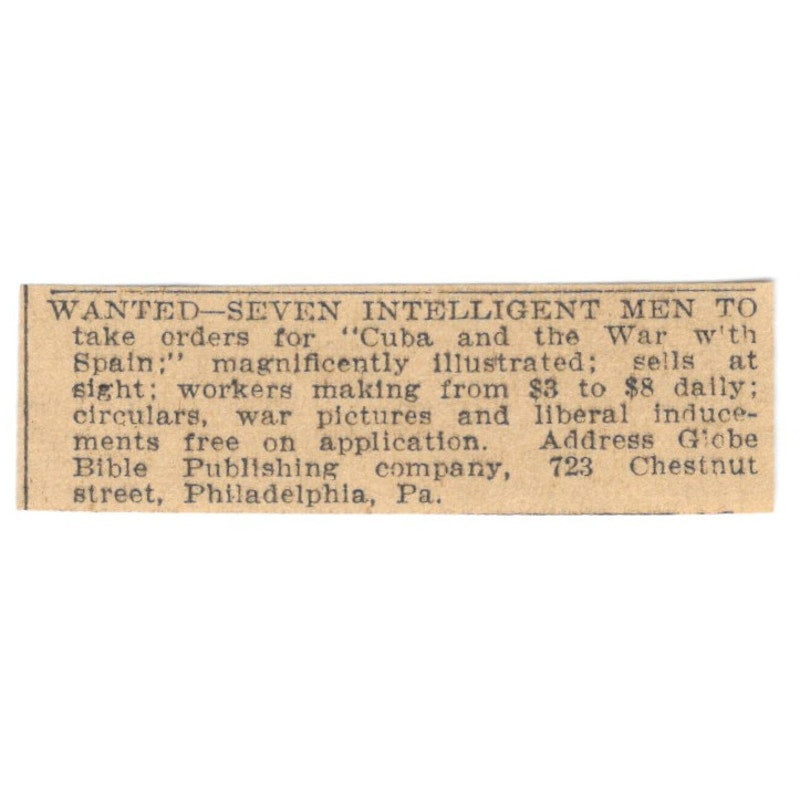 WANTED—SEVEN INTELLIGENT MEN TO
take orders for "Cuba and the War w'th
Spain;" magnificently illustrated; sells at
sight; workers making from $3 to $8 daily;
circulars, war pictures and liberal induce-
ments free on application. Address Globe
Bible Publishing company, 723 Chestnut
street, Philadelphia, Pa.